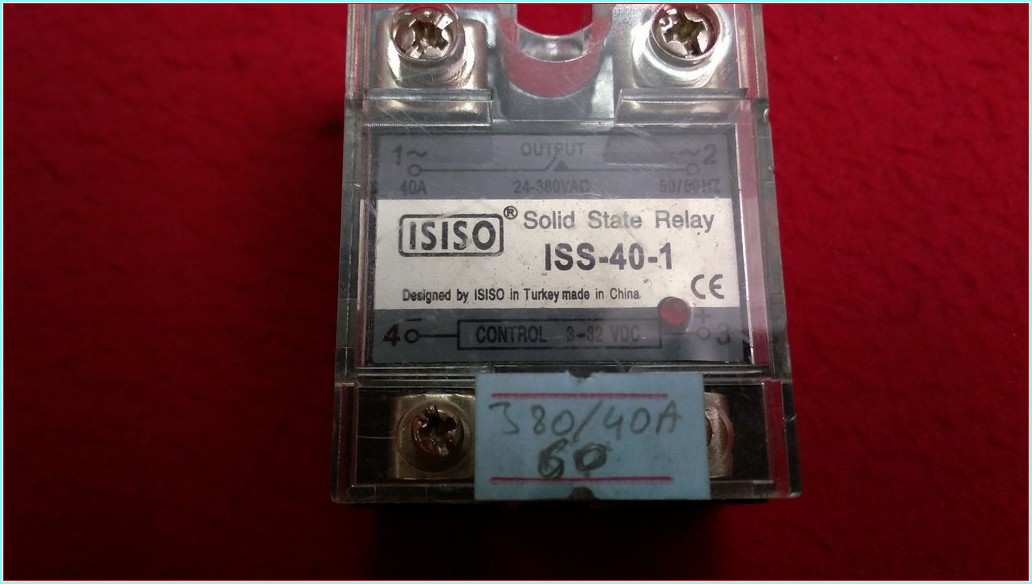 1~ OUTPUT ~2
40A 24-380VAC 50/60HZ
ISISO® Solid State Relay
ISS-40-1
Designed by ISISO in Turkey made in China CE
- +
4 CONTROL 3-32 VDC 3
380/40A
60